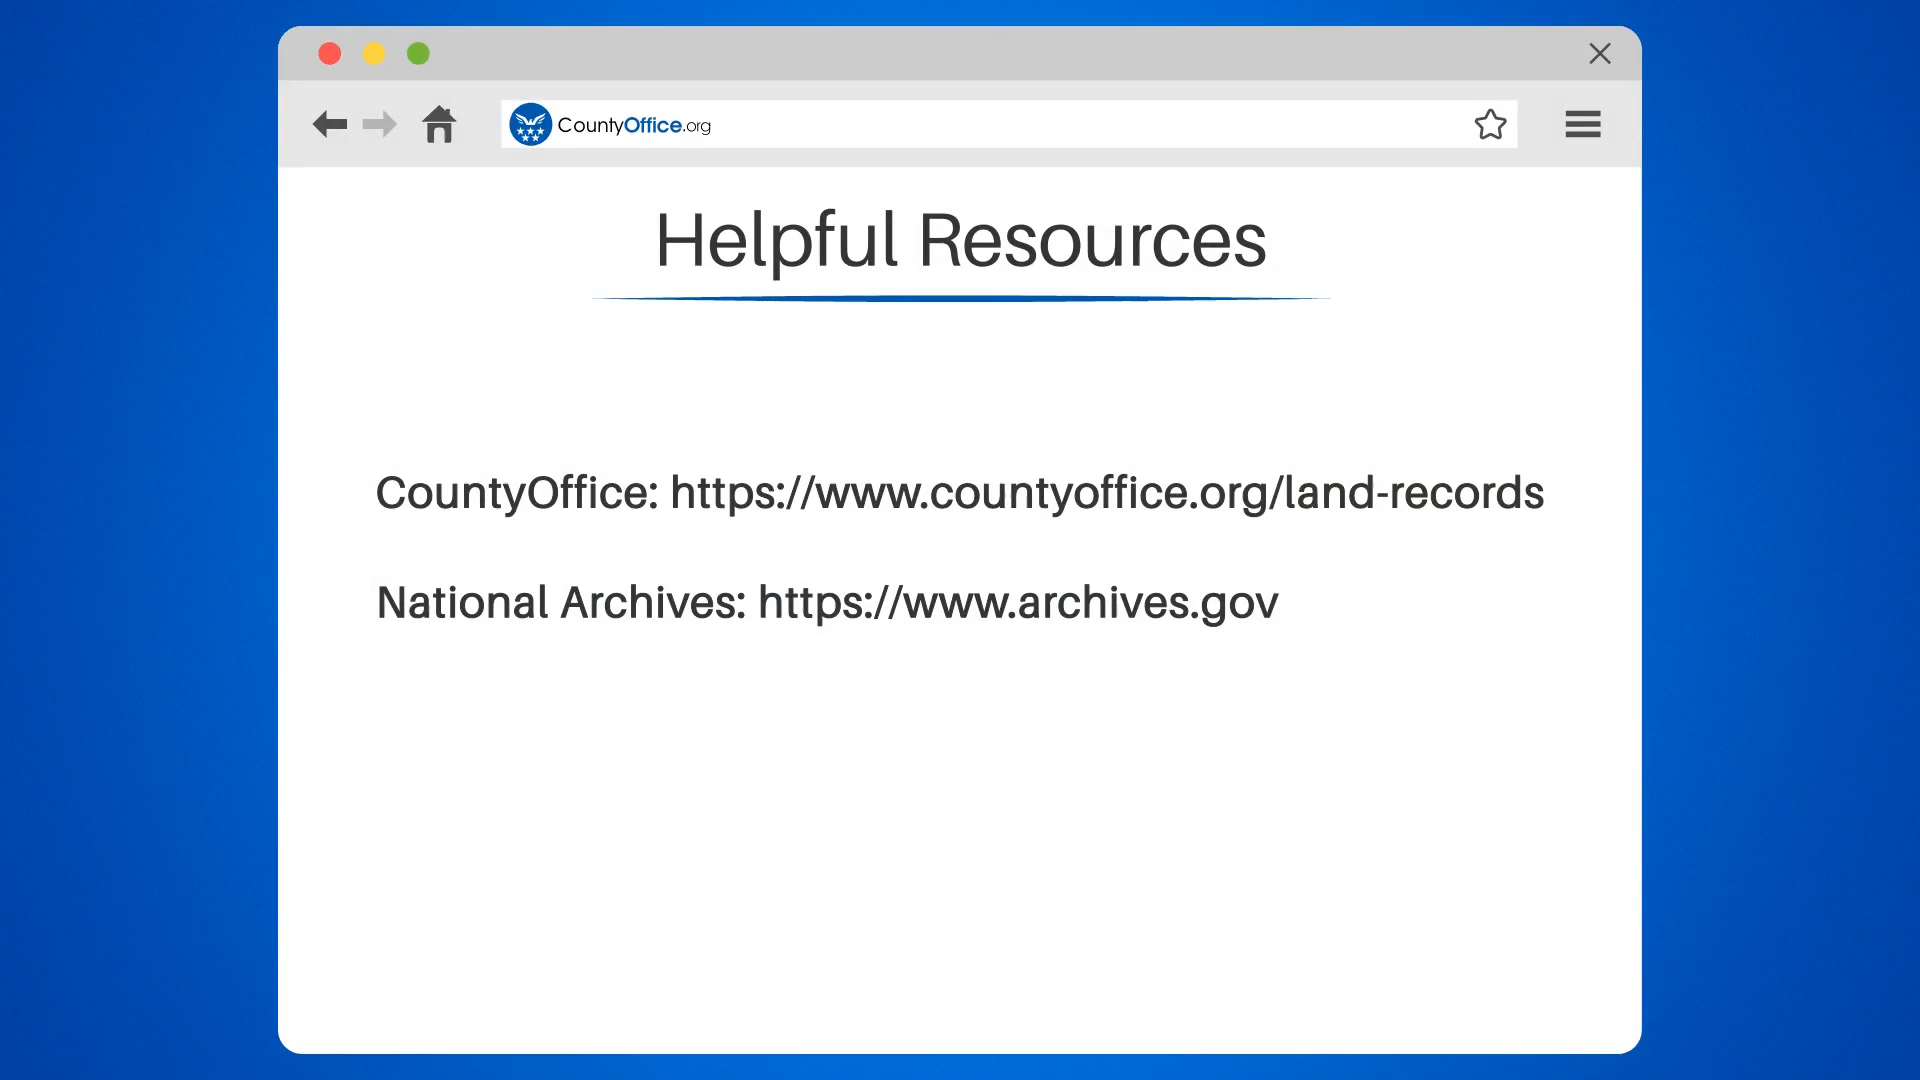 CountyOffice.org
Helpful Resources
CountyOffice: https://www.countyoffice.org/land-records
National Archives: https://www.archives.gov